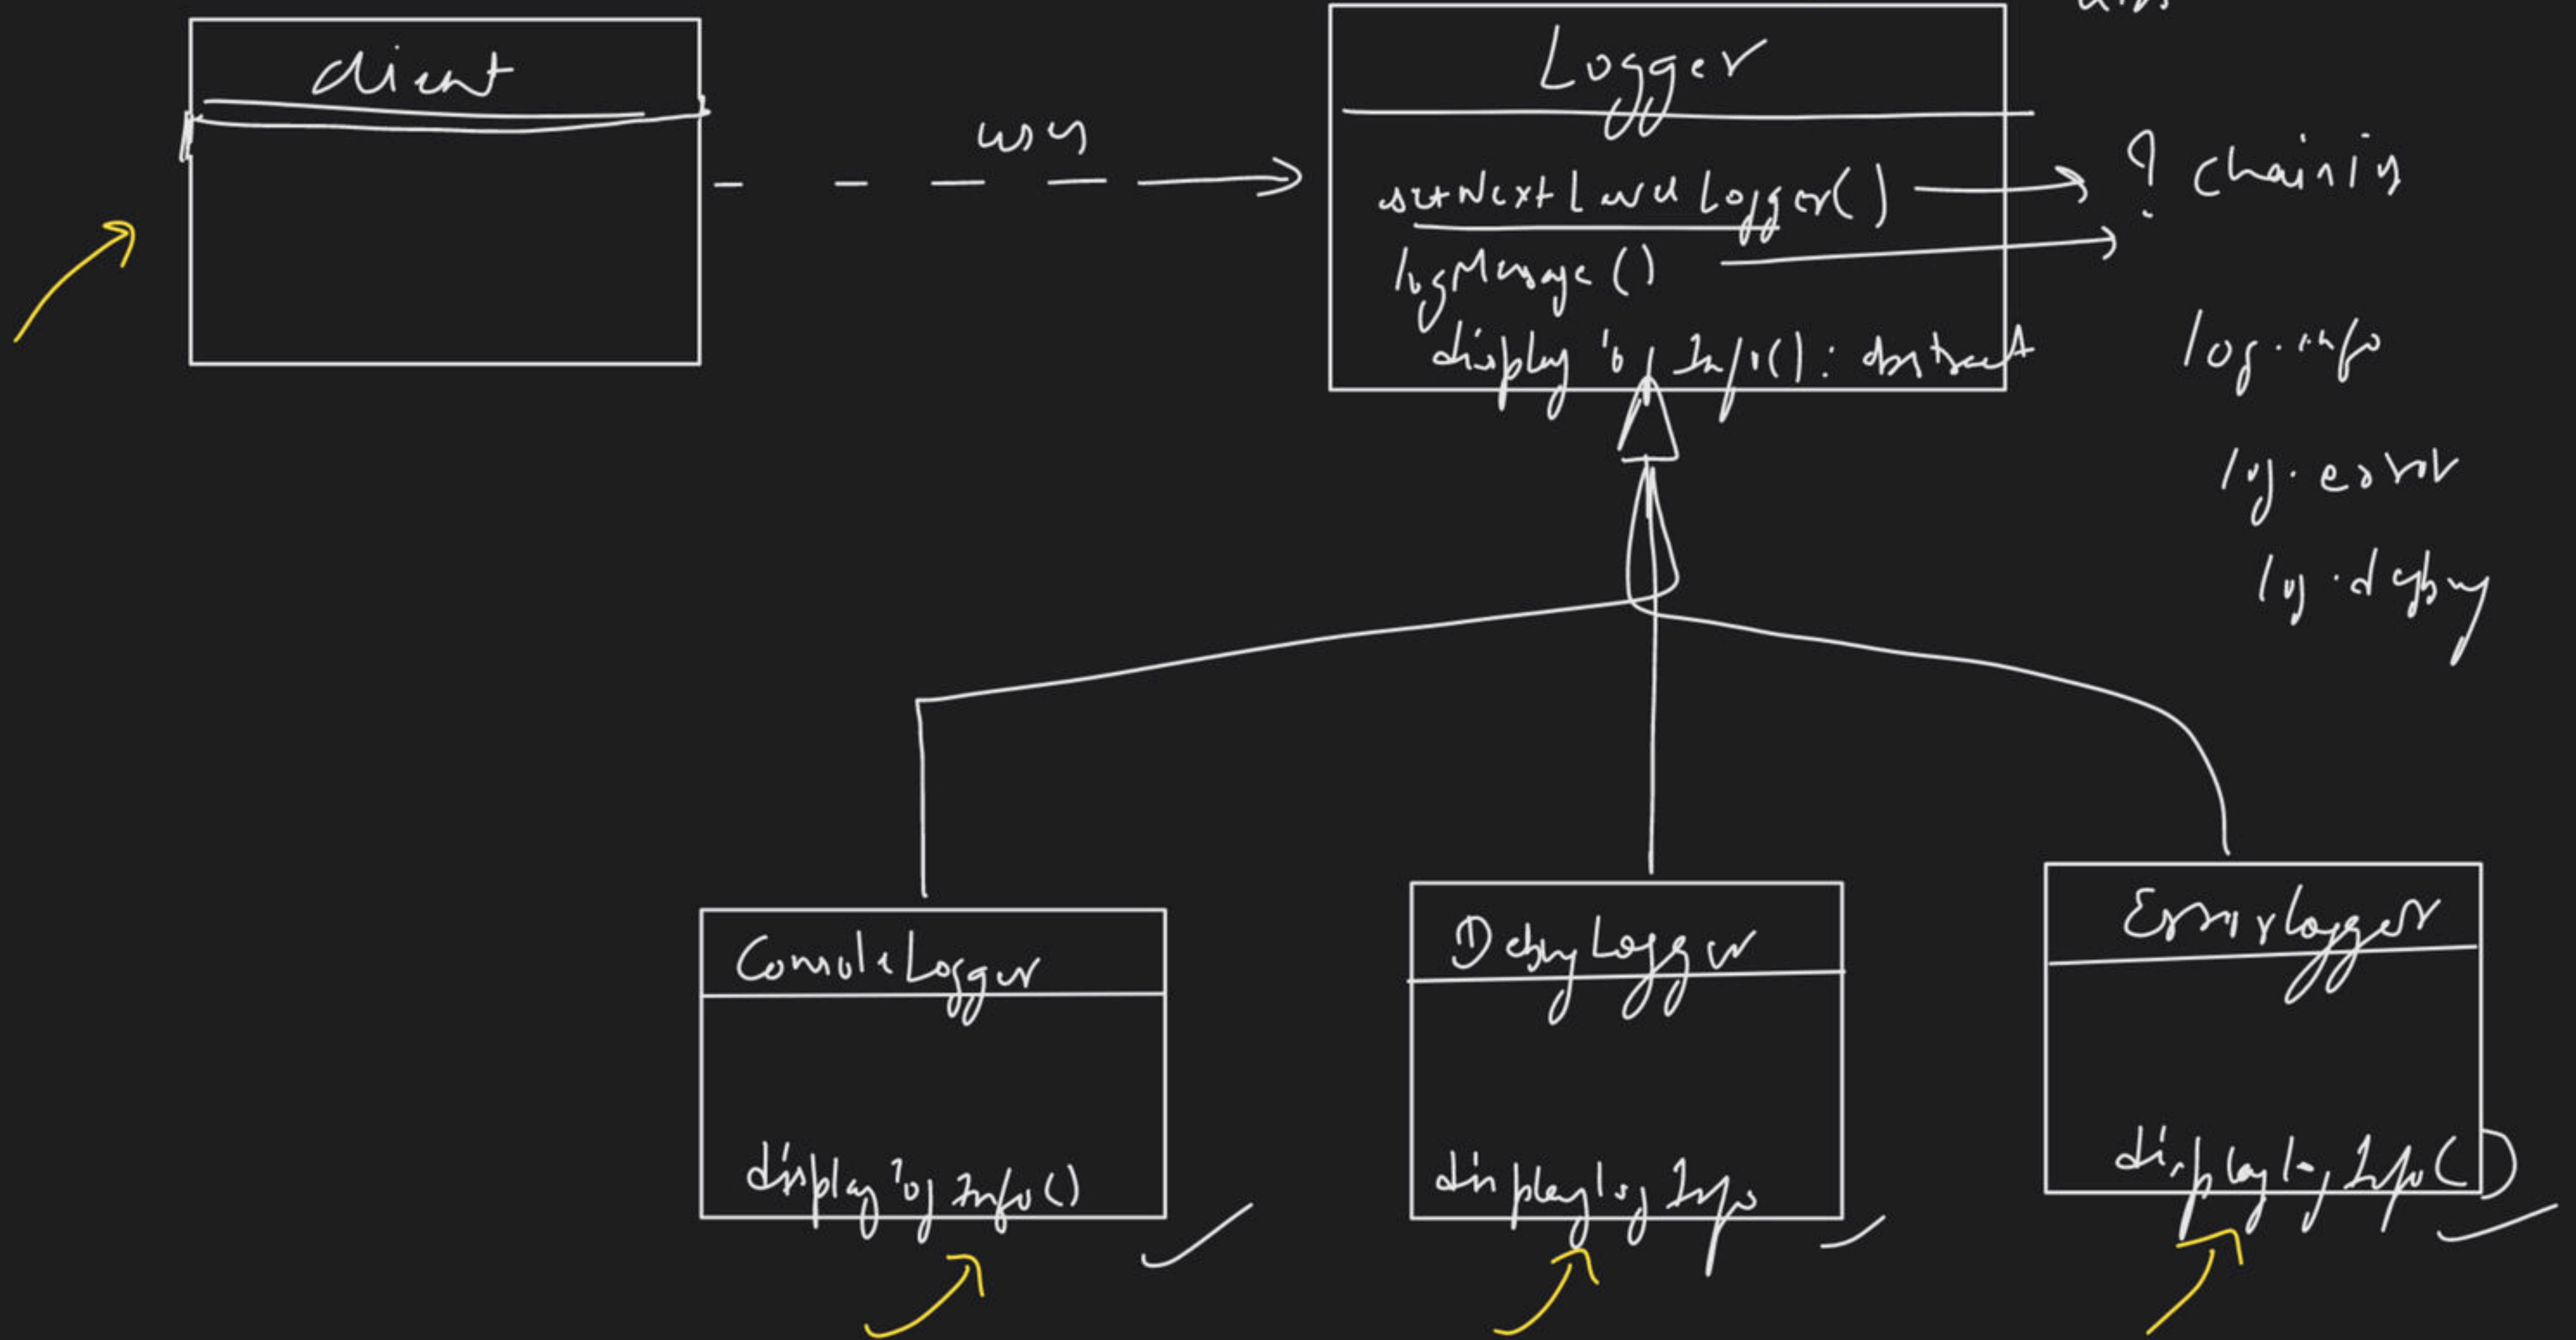 client
uses
Logger
setNextLevelLogger()
? chaining
logMessage()
displaylogInfo(): abstract
log.info
log.error
log.debug
ConsoleLogger
displaylogInfo()
DebugLogger
displaylogInfo
ErrorLogger
displaylogInfo()